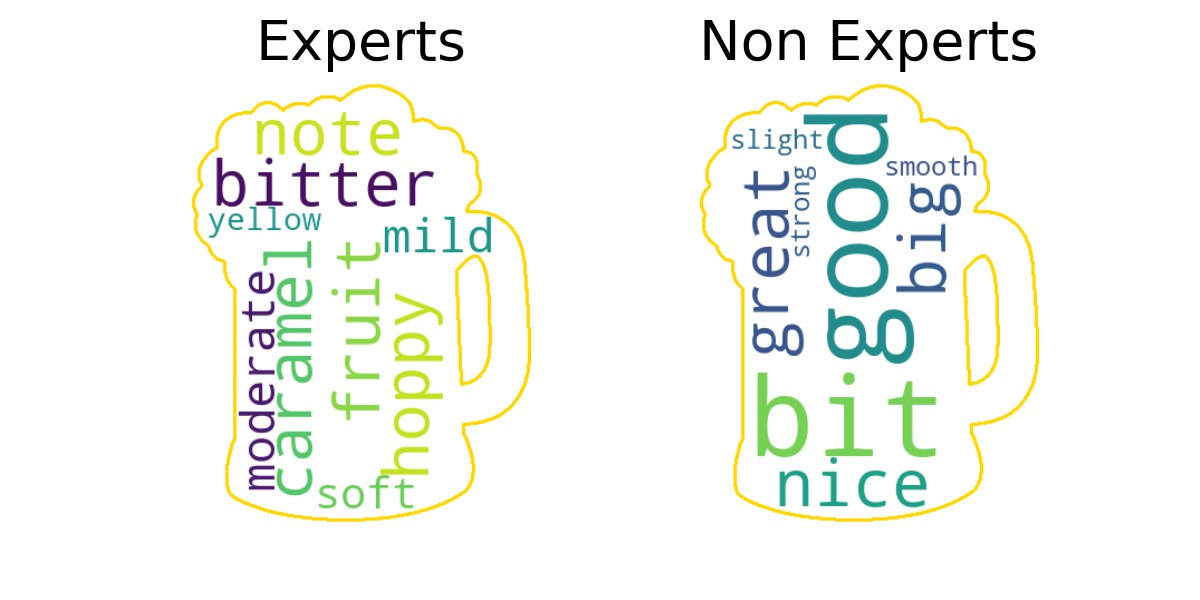 Experts
note
bitter
yellow
mild
moderate
caramel
fruit
hoppy
soft
Non Experts
slight
good
smooth
great
strong
big
bit
nice